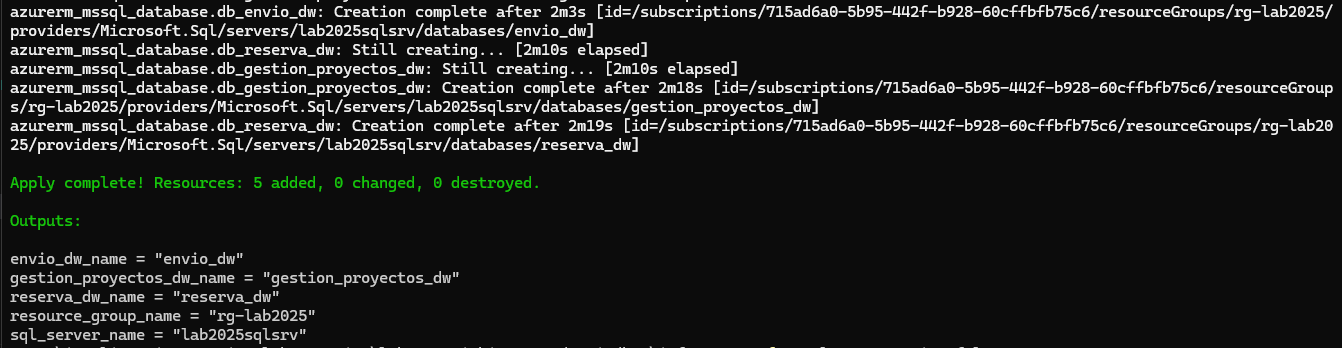 azurerm_mssql_database.db_envio_dw: Creation complete after 2m3s [id=/subscriptions/715ad6a0-5b95-442f-b928-60cffbfb75c6/resourceGroups/rg-lab2025/
providers/Microsoft.Sql/servers/lab2025sqlsrv/databases/envio_dw]
azurerm_mssql_database.db_reserva_dw: Still creating... [2m10s elapsed]
azurerm_mssql_database.db_gestion_proyectos_dw: Still creating... [2m10s elapsed]
azurerm_mssql_database.db_gestion_proyectos_dw: Creation complete after 2m18s [id=/subscriptions/715ad6a0-5b95-442f-b928-60cffbfb75c6/resourceGroup
s/rg-lab2025/providers/Microsoft.Sql/servers/lab2025sqlsrv/databases/gestion_proyectos_dw]
azurerm_mssql_database.db_reserva_dw: Creation complete after 2m19s [id=/subscriptions/715ad6a0-5b95-442f-b928-60cffbfb75c6/resourceGroups/rg-lab20
25/providers/Microsoft.Sql/servers/lab2025sqlsrv/databases/reserva_dw]
Apply complete! Resources: 5 added, 0 changed, 0 destroyed.
Outputs:
envio_dw_name = "envio_dw"
gestion_proyectos_dw_name = "gestion_proyectos_dw"
reserva_dw_name = "reserva_dw"
resource_group_name = "rg-lab2025"
sql_server_name = "lab2025sqlsrv"